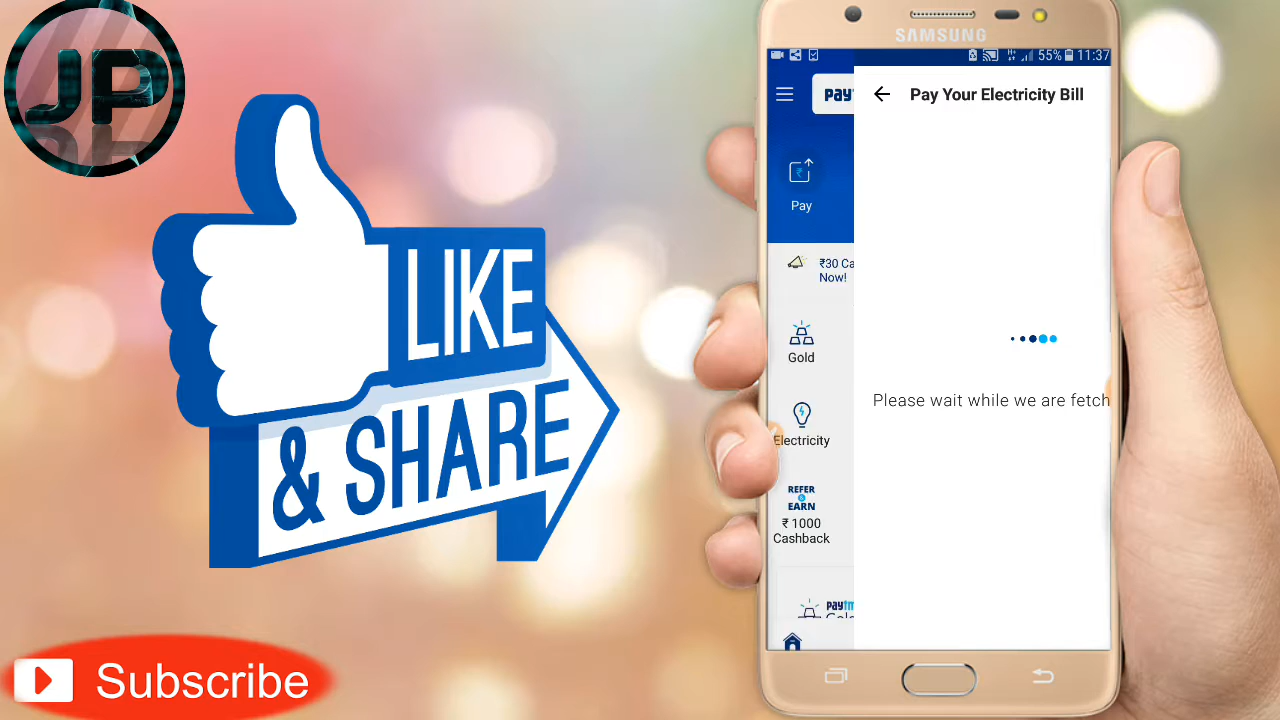 JP
LIKE
& SHARE
Subscribe
SAMSUNG
55% 11:37
Pay Your Electricity Bill
Pay
₹30 Ca
Now!
Gold
Electricity
REFER
&
EARN
₹ 1000
Cashback
Please wait while we are fetch